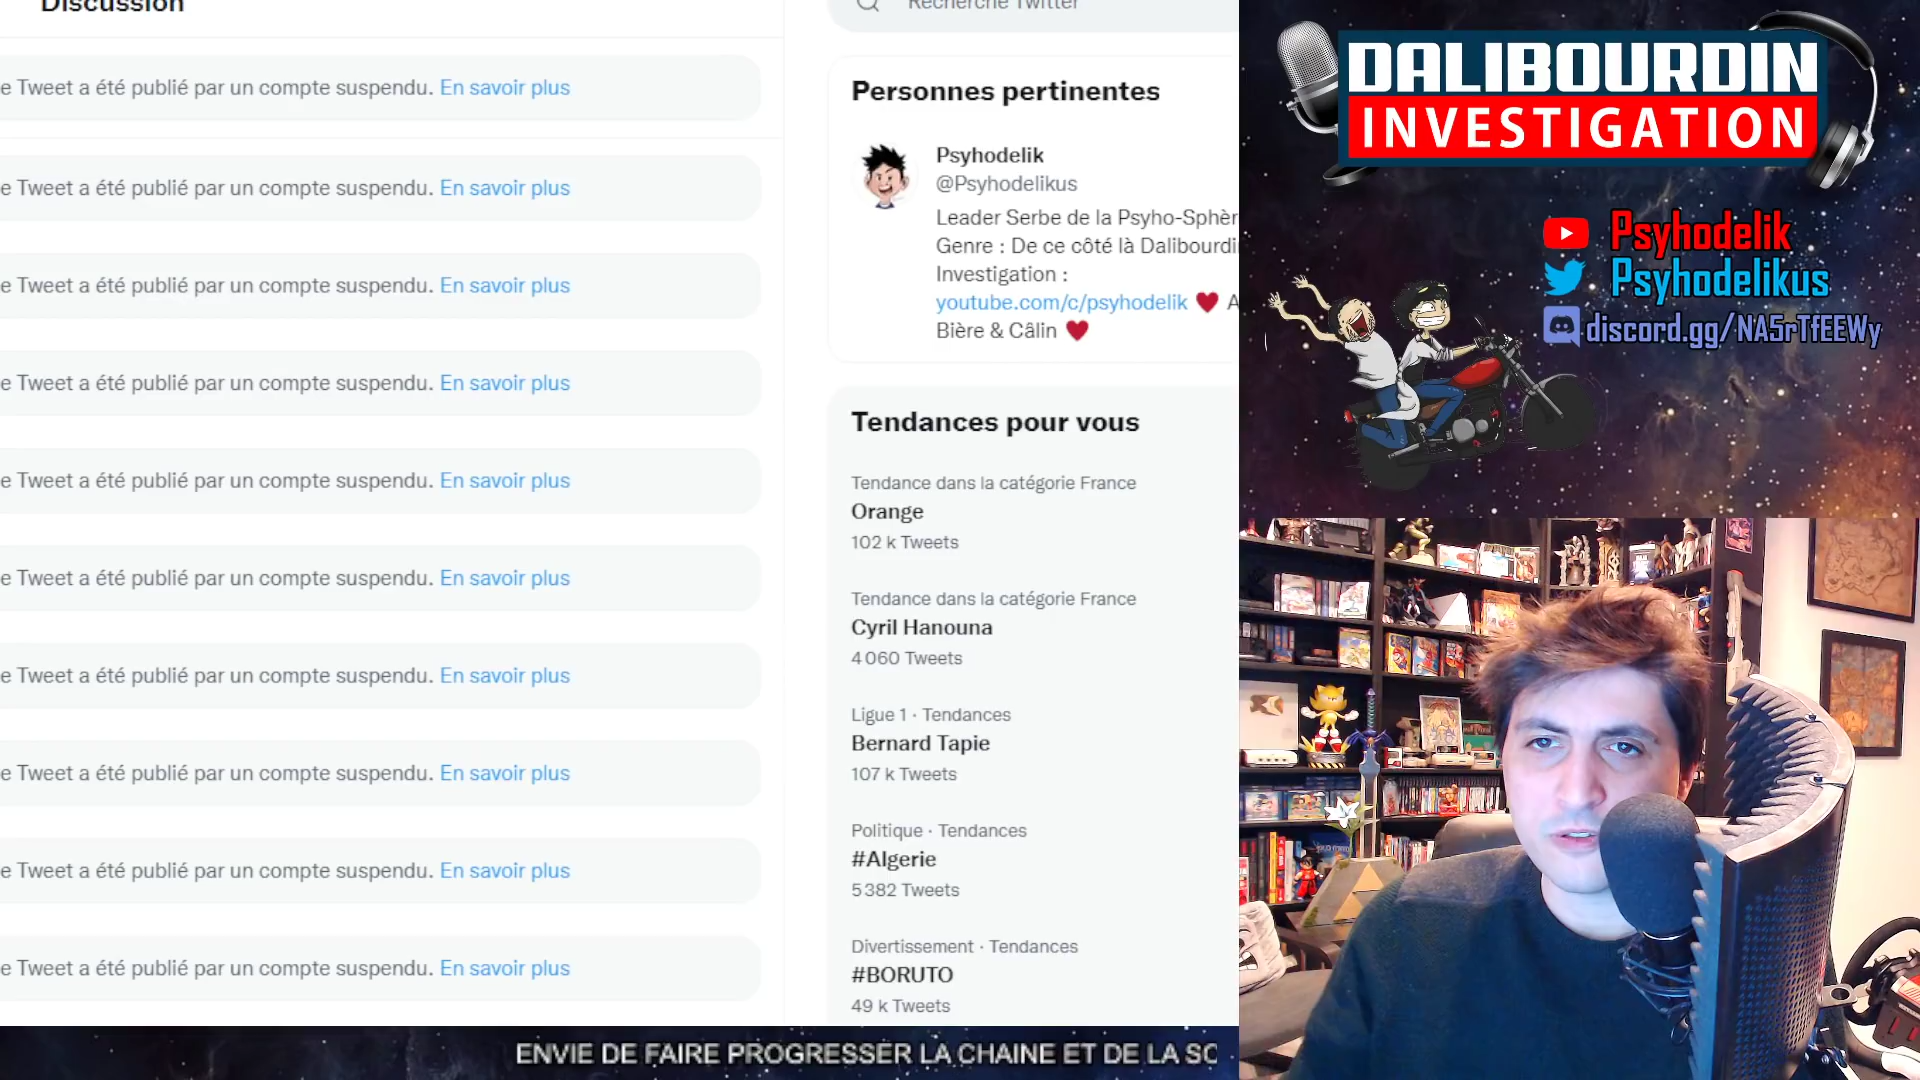 Discussion
e Tweet a été publié par un compte suspendu. En savoir plus
e Tweet a été publié par un compte suspendu. En savoir plus
e Tweet a été publié par un compte suspendu. En savoir plus
e Tweet a été publié par un compte suspendu. En savoir plus
e Tweet a été publié par un compte suspendu. En savoir plus
e Tweet a été publié par un compte suspendu. En savoir plus
e Tweet a été publié par un compte suspendu. En savoir plus
e Tweet a été publié par un compte suspendu. En savoir plus
e Tweet a été publié par un compte suspendu. En savoir plus
e Tweet a été publié par un compte suspendu. En savoir plus
Recherche Twitter
Personnes pertinentes
Psyhodelik
@Psyhodelikus
Leader Serbe de la Psyho-Sphèr
Genre : De ce côté là Dalibourdi
Investigation :
youtube.com/c/psyhodelik ❤ A
Bière & Câlin ❤
Tendances pour vous
Tendance dans la catégorie France
Orange
102 k Tweets
Tendance dans la catégorie France
Cyril Hanouna
4 060 Tweets
Ligue 1 · Tendances
Bernard Tapie
107 k Tweets
Politique · Tendances
#Algerie
5 382 Tweets
Divertissement · Tendances
#BORUTO
49 k Tweets
DALIBOURDIN
INVESTIGATION
Psyhodelik
Psyhodelikus
discord.gg/NA5rTfEEWy
ENVIE DE FAIRE PROGRESSER LA CHAINE ET DE LA SC